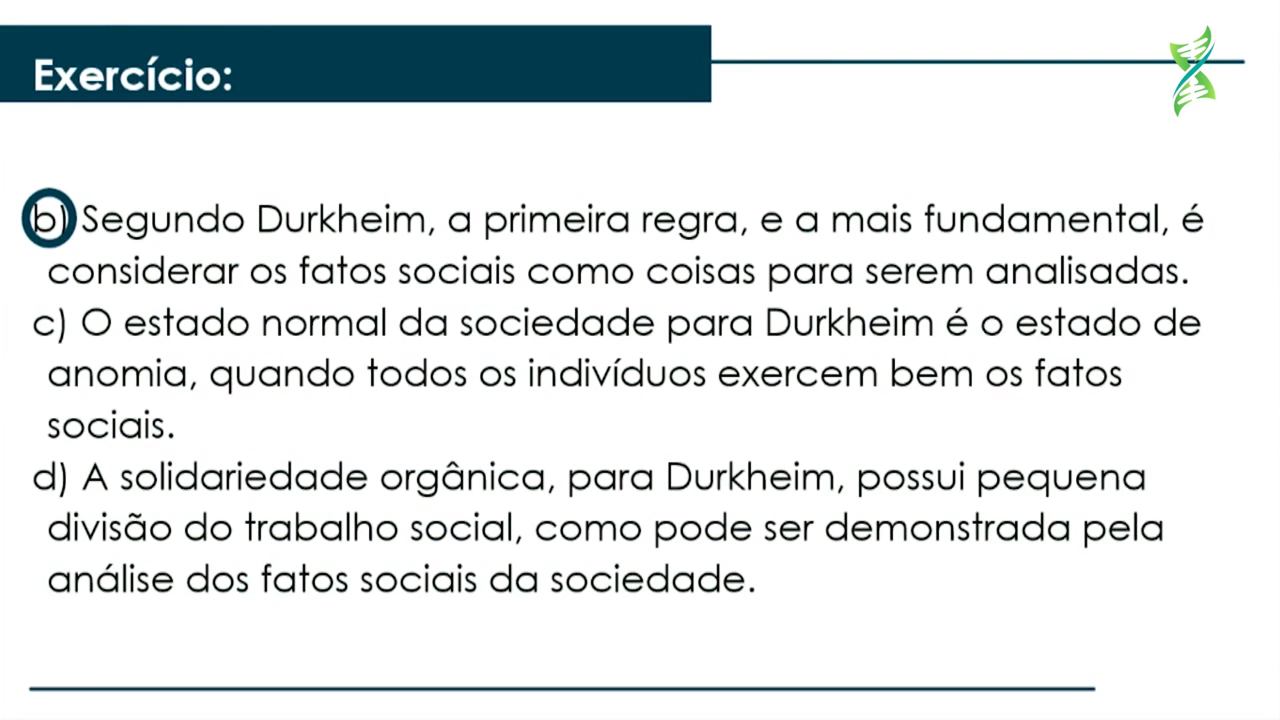 Exercício:
b) Segundo Durkheim, a primeira regra, e a mais fundamental, é
considerar os fatos sociais como coisas para serem analisadas.
c) O estado normal da sociedade para Durkheim é o estado de
anomia, quando todos os indivíduos exercem bem os fatos
sociais.
d) A solidariedade orgânica, para Durkheim, possui pequena
divisão do trabalho social, como pode ser demonstrada pela
análise dos fatos sociais da sociedade.